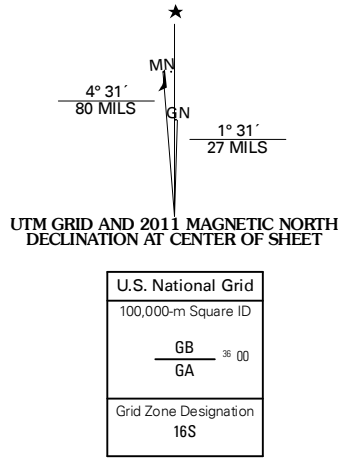 ★
MN
4° 31´
80 MILS
GN
1° 31´
27 MILS
UTM GRID AND 2011 MAGNETIC NORTH
DECLINATION AT CENTER OF SHEET
U.S. National Grid
100,000-m Square ID
GB
36 00
GA
Grid Zone Designation
16S